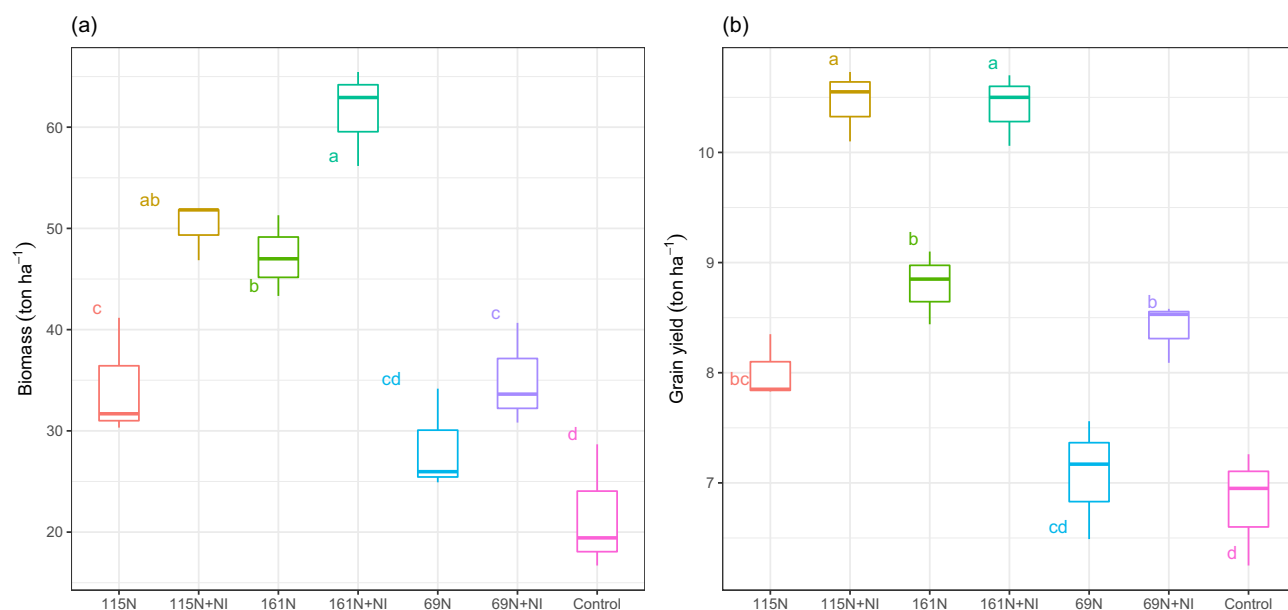 (a)
Biomass (ton ha⁻¹)
60
50
40
30
20
c
ab
b
a
cd
c
d
115N 115N+NI 161N 161N+NI 69N 69N+NI Control
(b)
Grain yield (ton ha⁻¹)
10
9
8
7
bc
a
b
a
cd
b
d
115N 115N+NI 161N 161N+NI 69N 69N+NI Control